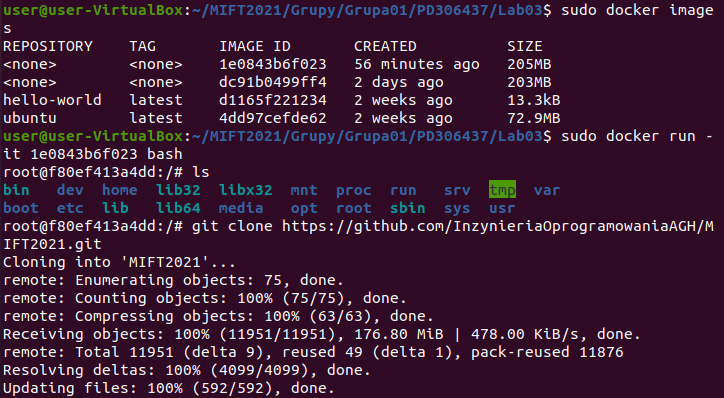 user@user-VirtualBox:~/MIFT2021/Grupy/Grupa01/PD306437/Lab03$ sudo docker image
s
REPOSITORY    TAG       IMAGE ID       CREATED          SIZE
<none>        <none>    1e0843b6f023   56 minutes ago   205MB
<none>        <none>    dc91b0499ff4   2 days ago       203MB
hello-world   latest    d1165f221234   2 weeks ago      13.3kB
ubuntu        latest    4dd97cefde62   2 weeks ago      72.9MB
user@user-VirtualBox:~/MIFT2021/Grupy/Grupa01/PD306437/Lab03$ sudo docker run -
it 1e0843b6f023 bash
root@f80ef413a4dd:/# ls
bin   dev  home  lib32  libx32  mnt  proc  run   srv  tmp  var
boot  etc  lib   lib64  media   opt  root  sbin  sys  usr
root@f80ef413a4dd:/# git clone https://github.com/InzynieriaOprogramowaniaAGH/M
IFT2021.git
Cloning into 'MIFT2021'...
remote: Enumerating objects: 75, done.
remote: Counting objects: 100% (75/75), done.
remote: Compressing objects: 100% (63/63), done.
Receiving objects: 100% (11951/11951), 176.80 MiB | 478.00 KiB/s, done.
remote: Total 11951 (delta 9), reused 49 (delta 1), pack-reused 11876
Resolving deltas: 100% (4099/4099), done.
Updating files: 100% (592/592), done.